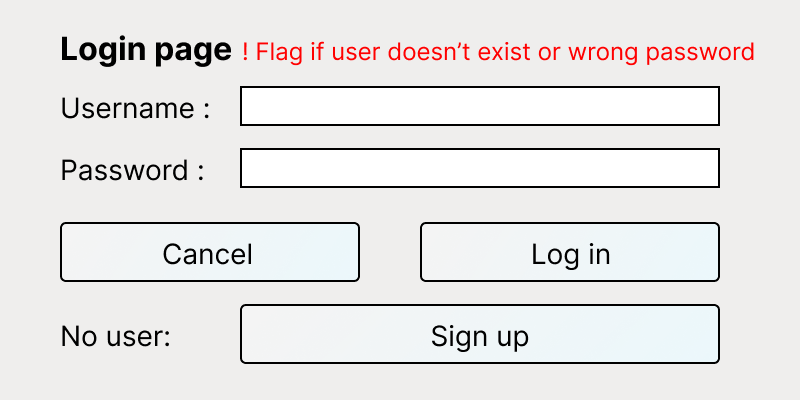 Login page ! Flag if user doesn’t exist or wrong password
Username :
Password :
Cancel Log in
No user: Sign up